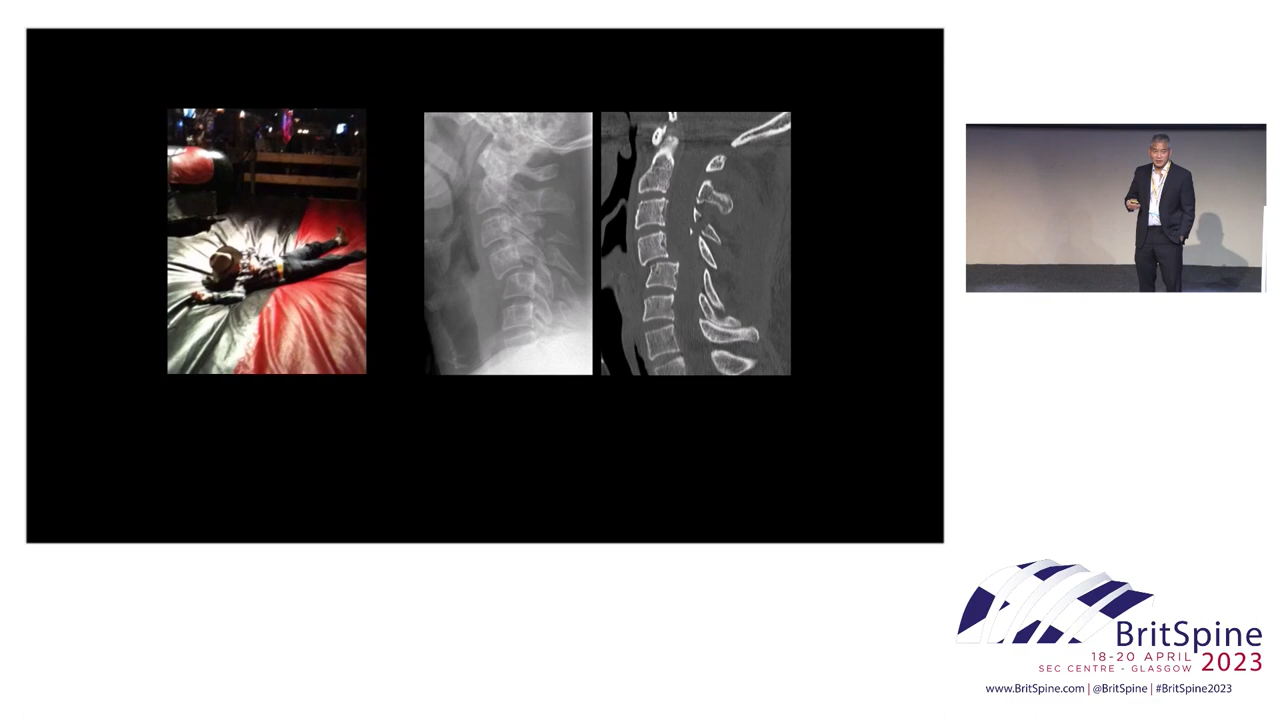 BritSpine
18-20 APRIL 2023
SEC CENTRE - GLASGOW
www.BritSpine.com | @BritSpine | #BritSpine2023